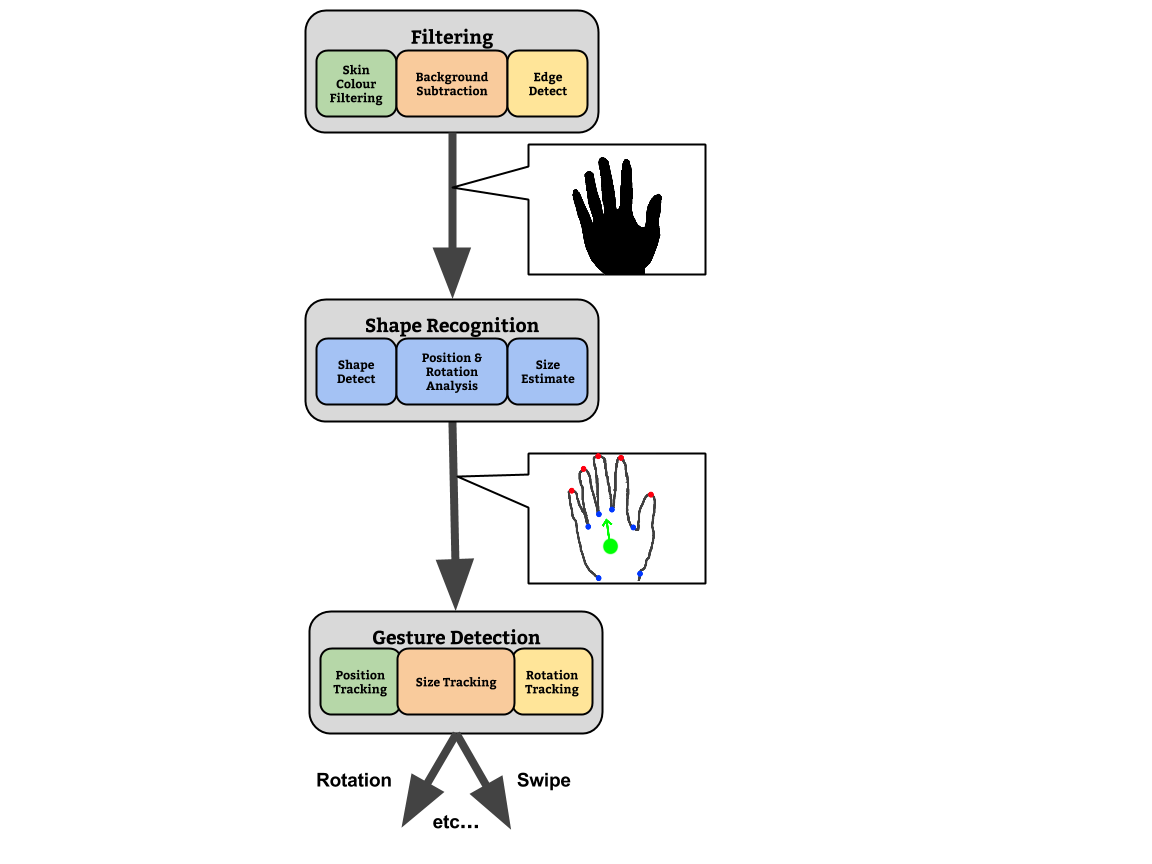 Filtering
Skin
Colour
Filtering
Background
Subtraction
Edge
Detect
Shape Recognition
Shape
Detect
Position &
Rotation
Analysis
Size
Estimate
Gesture Detection
Position
Tracking
Size Tracking
Rotation
Tracking
Rotation
Swipe
etc...